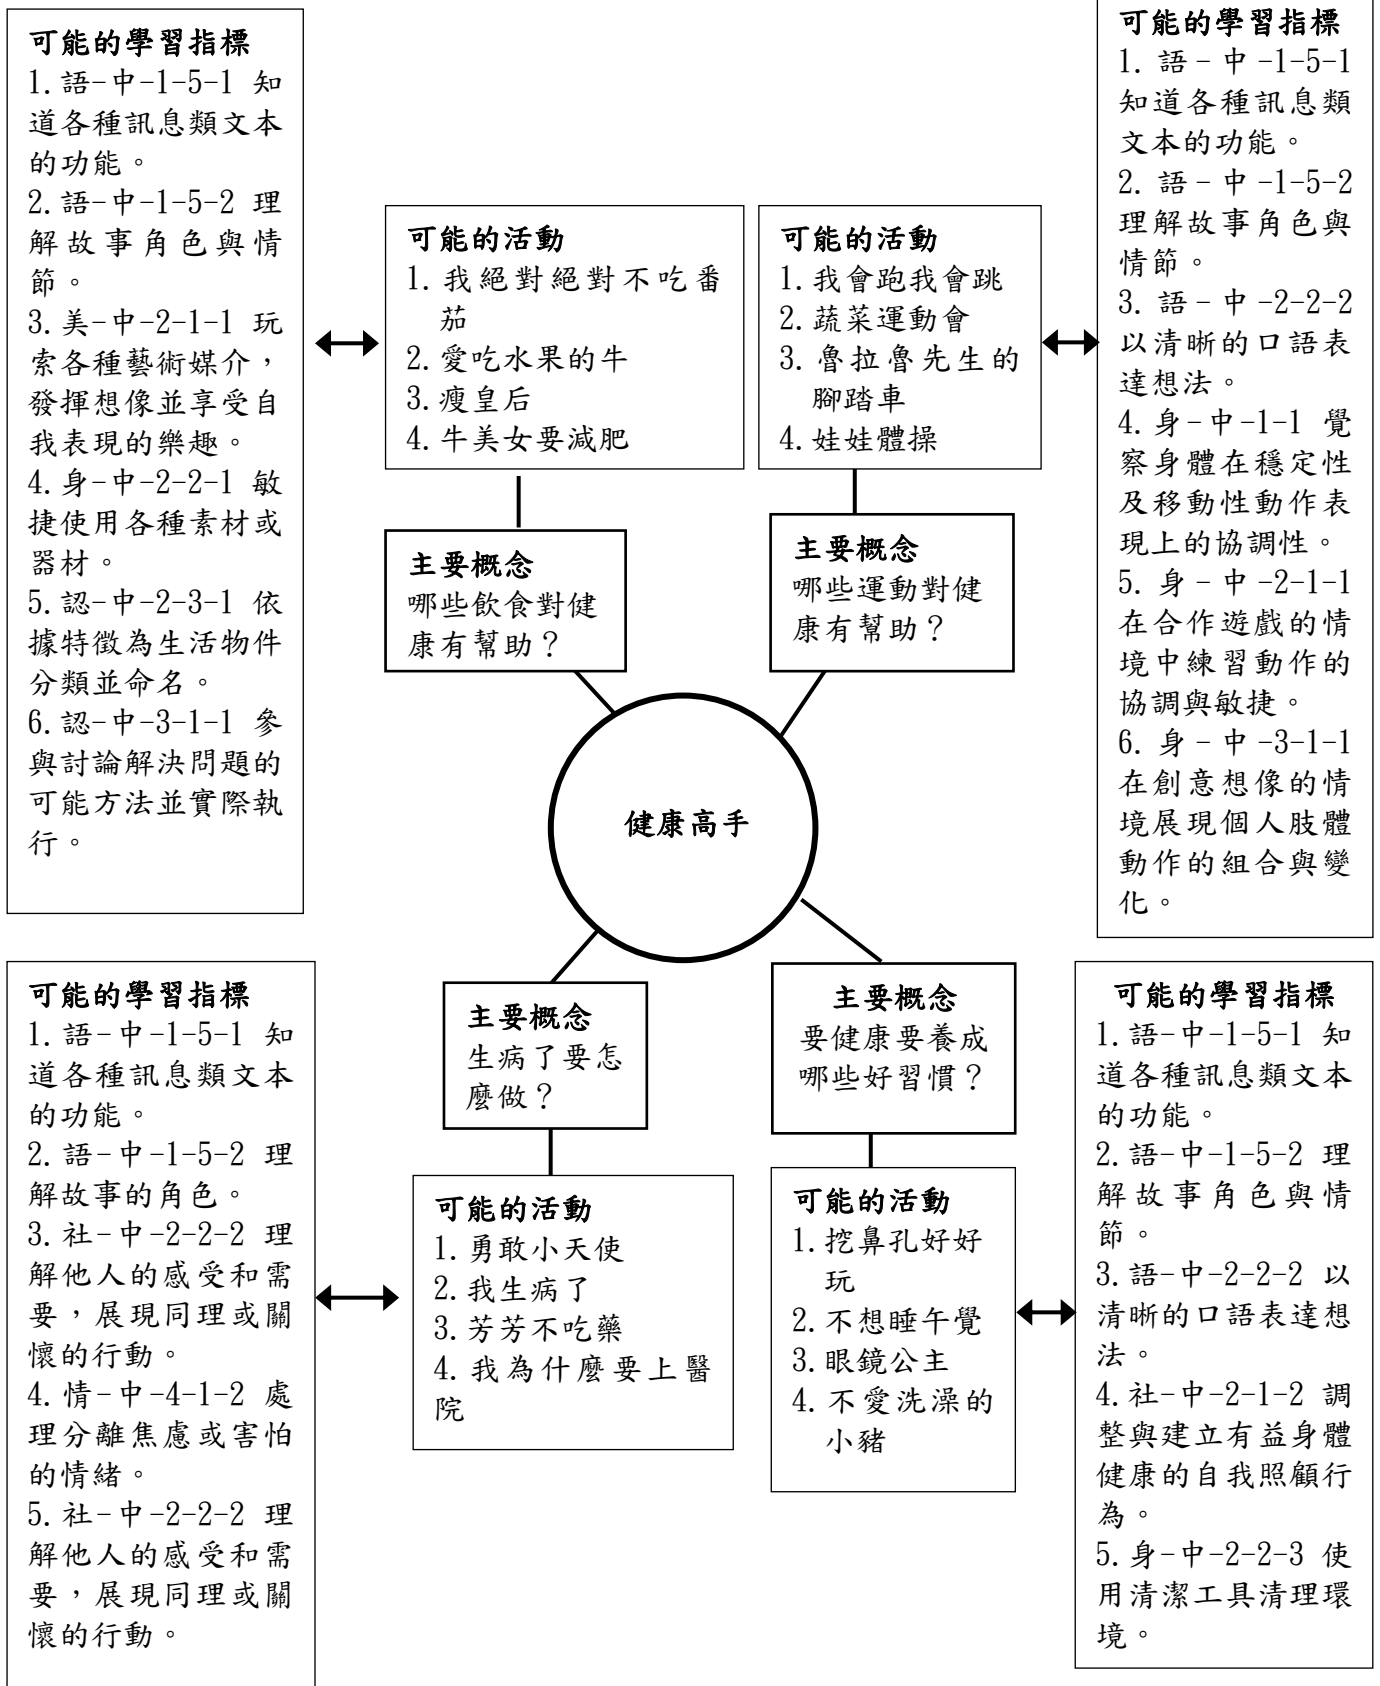 可能的學習指標
1.語-中-1-5-1 知
道各種訊息類文本
的功能。
2.語-中-1-5-2 理
解故事角色與情
節。
3.美-中-2-1-1 玩
索各種藝術媒介，
發揮想像並享受自
我表現的樂趣。
4.身-中-2-2-1 敏
捷使用各種素材或
器材。
5.認-中-2-3-1 依
據特徵為生活物件
分類並命名。
6.認-中-3-1-1 參
與討論解決問題的
可能方法並實際執
行。
可能的活動
1.我絕對絕對不吃番
茄
2.愛吃水果的牛
3.瘦皇后
4.牛美女要減肥
可能的活動
1.我會跑我會跳
2.蔬菜運動會
3.魯拉魯先生的
腳踏車
4.娃娃體操
可能的學習指標
1.語-中-1-5-1
知道各種訊息類
文本的功能。
2.語-中-1-5-2
理解故事角色與
情節。
3.語-中-2-2-2
以清晰的口語表
達想法。
4.身-中-1-1 覺
察身體在穩定性
及移動性動作表
現上的協調性。
5.身-中-2-1-1
在合作遊戲的情
境中練習動作的
協調與敏捷。
6.身-中-3-1-1
在創意想像的情
境展現個人肢體
動作的組合與變
化。
主要概念
哪些飲食對健
康有幫助？
主要概念
哪些運動對健
康有幫助？
健康高手
主要概念
生病了要怎
麼做？
主要概念
要健康要養成
哪些好習慣？
可能的學習指標
1.語-中-1-5-1 知
道各種訊息類文本
的功能。
2.語-中-1-5-2 理
解故事的角色。
3.社-中-2-2-2 理
解他人的感受和需
要，展現同理或關
懷的行動。
4.情-中-4-1-2 處
理分離焦慮或害怕
的情緒。
5.社-中-2-2-2 理
解他人的感受和需
要，展現同理或關
懷的行動。
可能的活動
1.勇敢小天使
2.我生病了
3.芳芳不吃藥
4.我為什麼要上醫
院
可能的活動
1.挖鼻孔好好
玩
2.不想睡午覺
3.眼鏡公主
4.不愛洗澡的
小豬
可能的學習指標
1.語-中-1-5-1 知
道各種訊息類文本
的功能。
2.語-中-1-5-2 理
解故事角色與情
節。
3.語-中-2-2-2 以
清晰的口語表達想
法。
4.社-中-2-1-2 調
整與建立有益身體
健康的自我照顧行
為。
5.身-中-2-2-3 使
用清潔工具清理環
境。